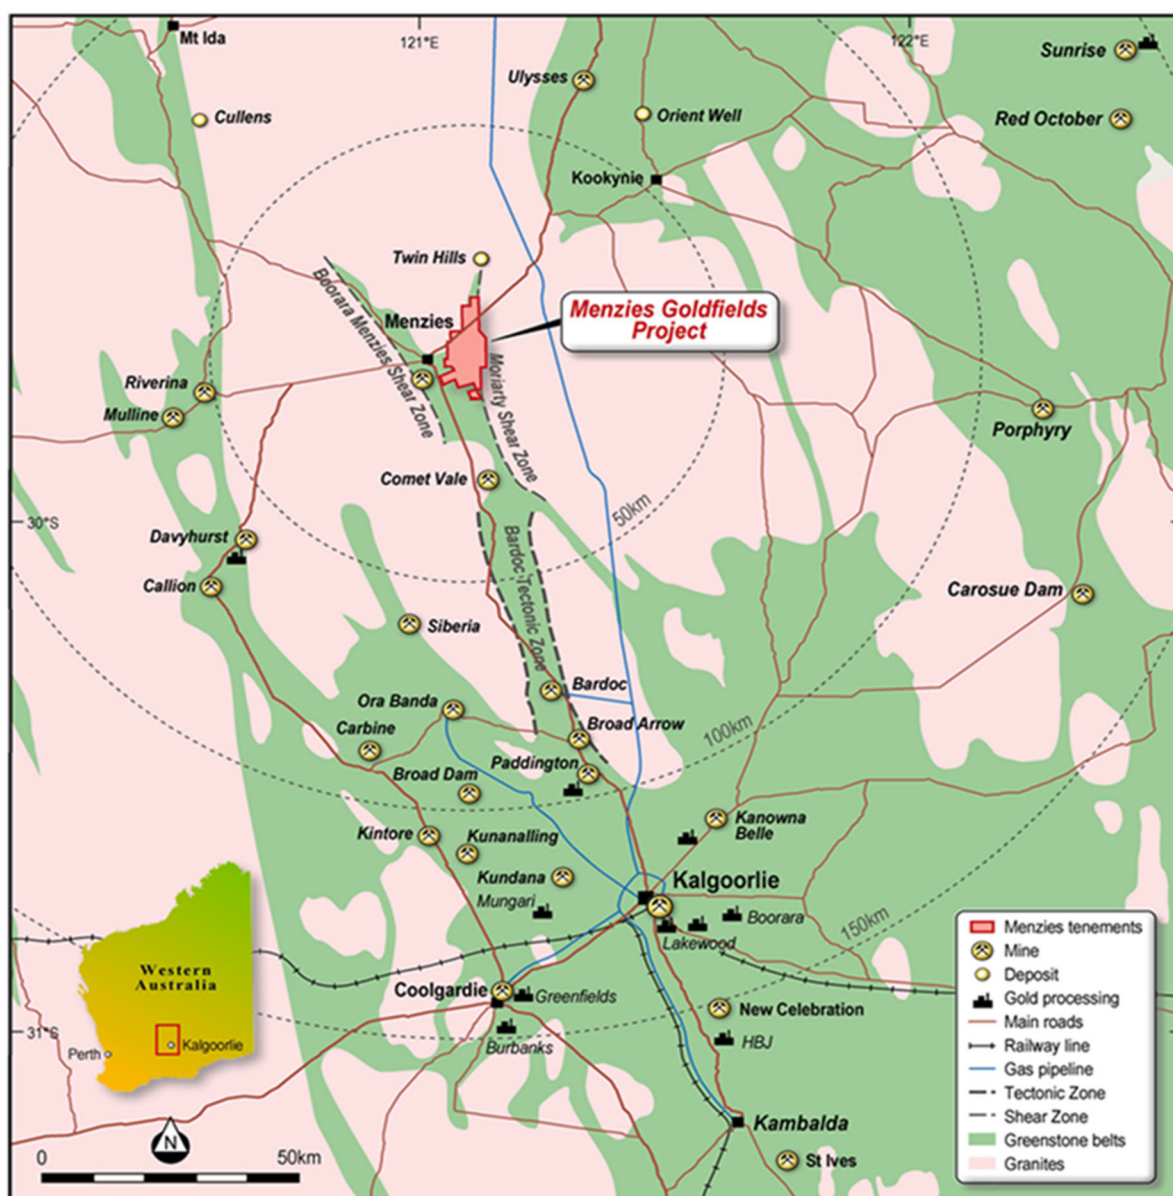 Mt Ida
121°E
122°E
Sunrise
Ulysses
Cullens
Orient Well
Red October
Kookynie
Twin Hills
Boorara Menzies Shear Zone
Menzies
Menzies Goldfields
Project
Moriarty Shear Zone
Riverina
Mulline
Porphyry
Comet Vale
50km
30°S
Davyhurst
Bardoc Tectonic Zone
Callion
Carosue Dam
Siberia
Bardoc
Ora Banda
Broad Arrow
Carbine
100km
Paddington
Broad Dam
Kanowna
Belle
Kintore
Kunanalling
Kundana
Kalgoorlie
Mungari
Boorara
150km
Lakewood
Western
Australia
Coolgardie
Greenfields
New Celebration
31°S
Perth
Kalgoorlie
Burbanks
HBJ
Kambalda
St Ives
N
0
50km
Menzies tenements
Mine
Deposit
Gold processing
Main roads
Railway line
Gas pipeline
Tectonic Zone
Shear Zone
Greenstone belts
Granites